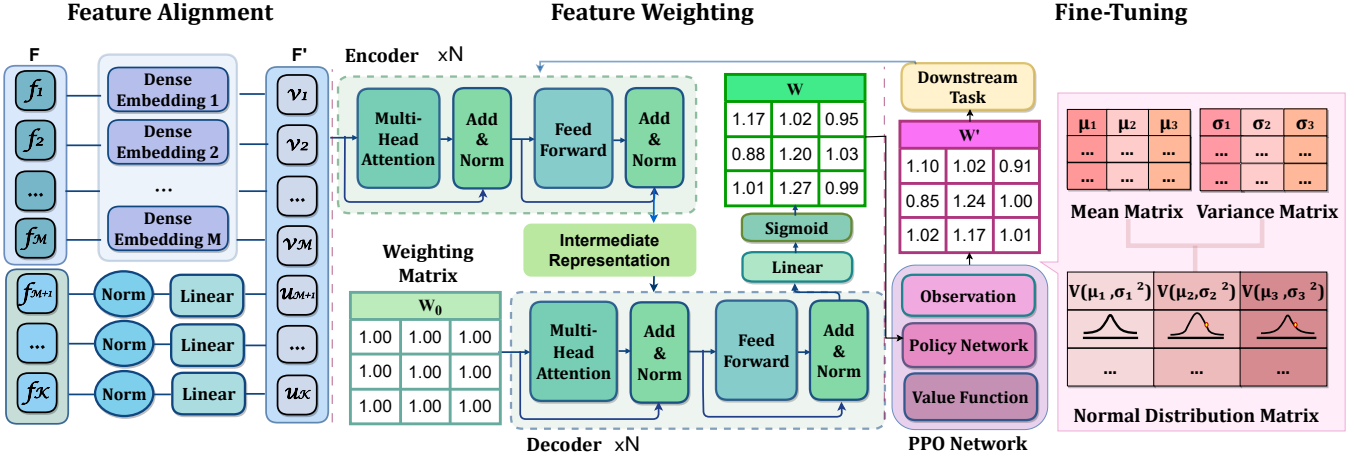 Feature Alignment
Feature Weighting
Fine-Tuning
F
F'
f1
f2
...
fM
fM+1
...
fK
Dense
Embedding 1
Dense
Embedding 2
...
Dense
Embedding M
Norm
Linear
Norm
Linear
Norm
Linear
v1
v2
...
vM
uM+1
...
uK
Encoder ×N
Multi-
Head
Attention
Add
&
Norm
Feed
Forward
Add
&
Norm
Intermediate
Representation
Weighting
Matrix
W0
1.00 1.00 1.00
1.00 1.00 1.00
1.00 1.00 1.00
Multi-
Head
Attention
Add
&
Norm
Feed
Forward
Add
&
Norm
Decoder ×N
W
1.17 1.02 0.95
0.88 1.20 1.03
1.01 1.27 0.99
Sigmoid
Linear
Downstream
Task
W'
1.10 1.02 0.91
0.85 1.24 1.00
1.02 1.17 1.01
Observation
Policy Network
Value Function
PPO Network
μ1 μ2 μ3
... ... ...
... ... ...
Mean Matrix
σ1 σ2 σ3
... ... ...
... ... ...
Variance Matrix
V(μ1,σ1²) V(μ2,σ2²) V(μ3,σ3²)
... ... ...
Normal Distribution Matrix